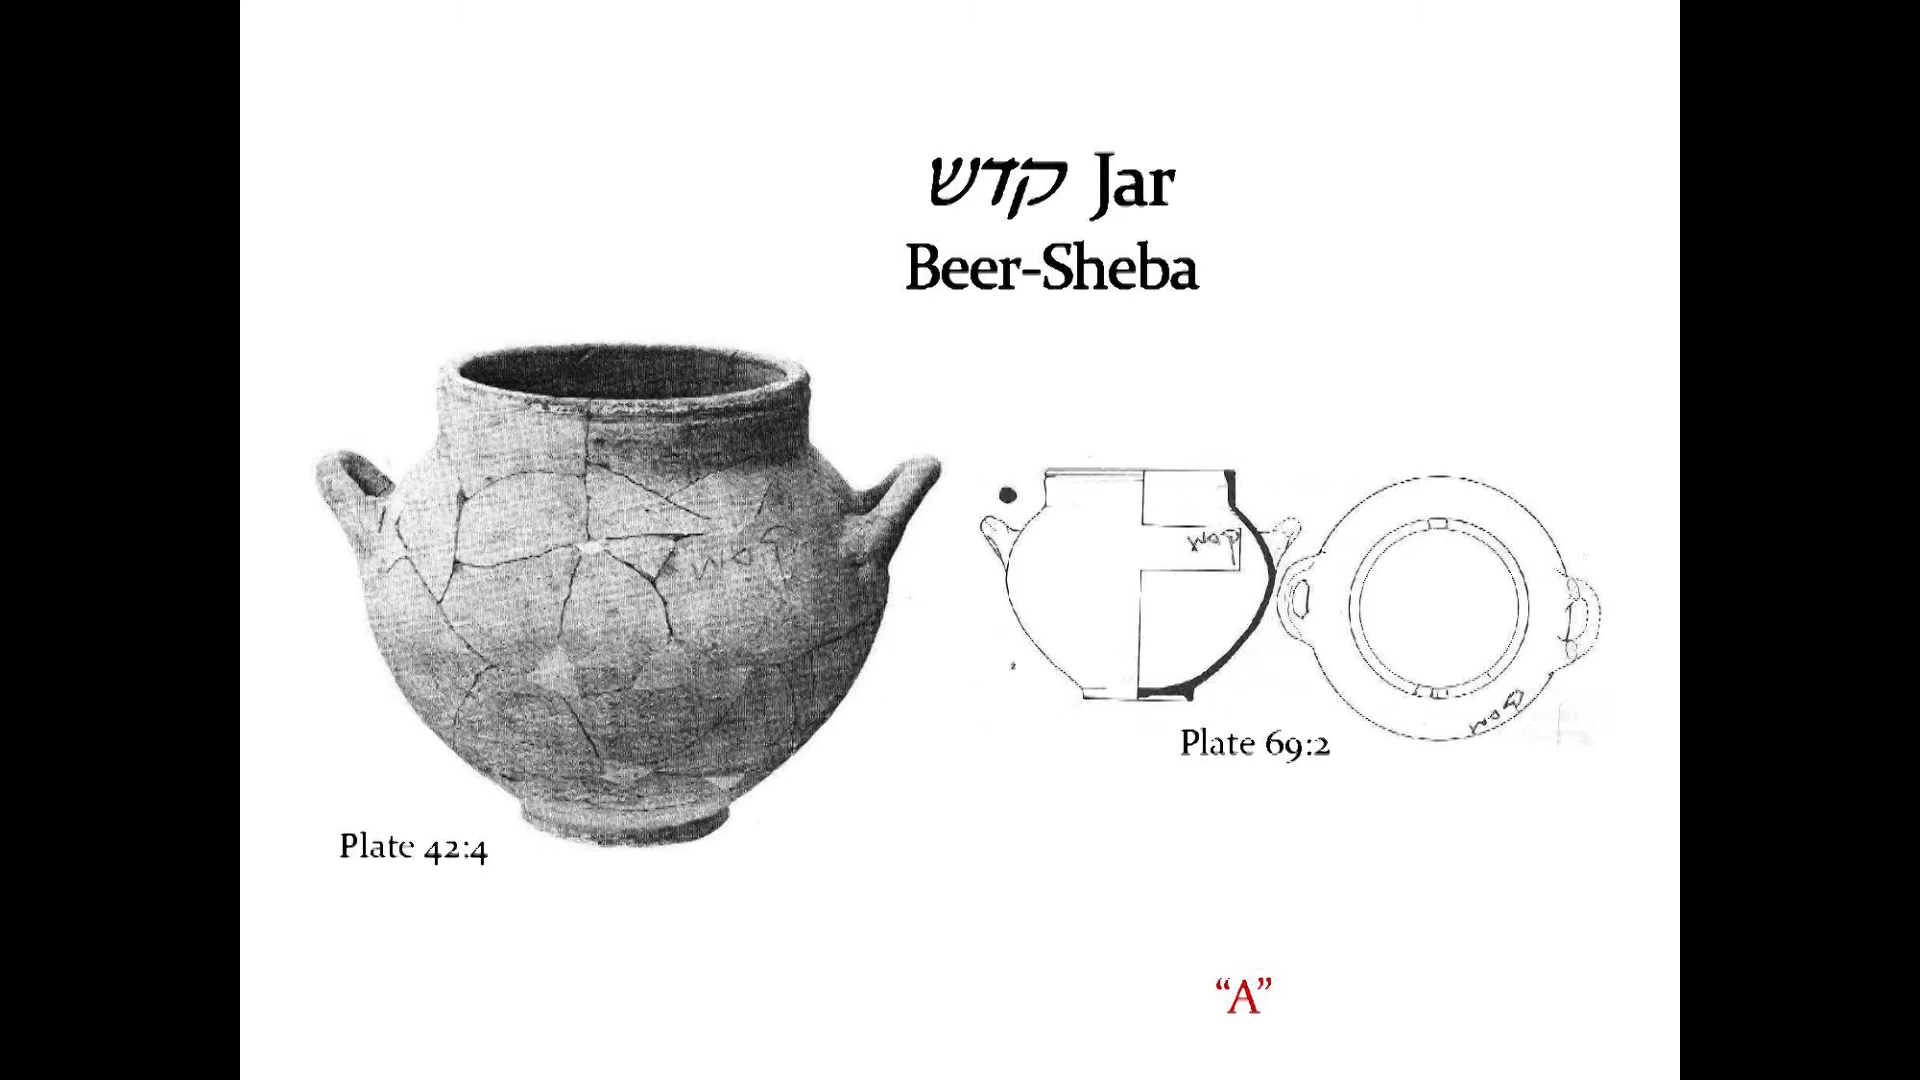 קדש Jar
Beer-Sheba
Plate 69:2
Plate 42:4
“A”